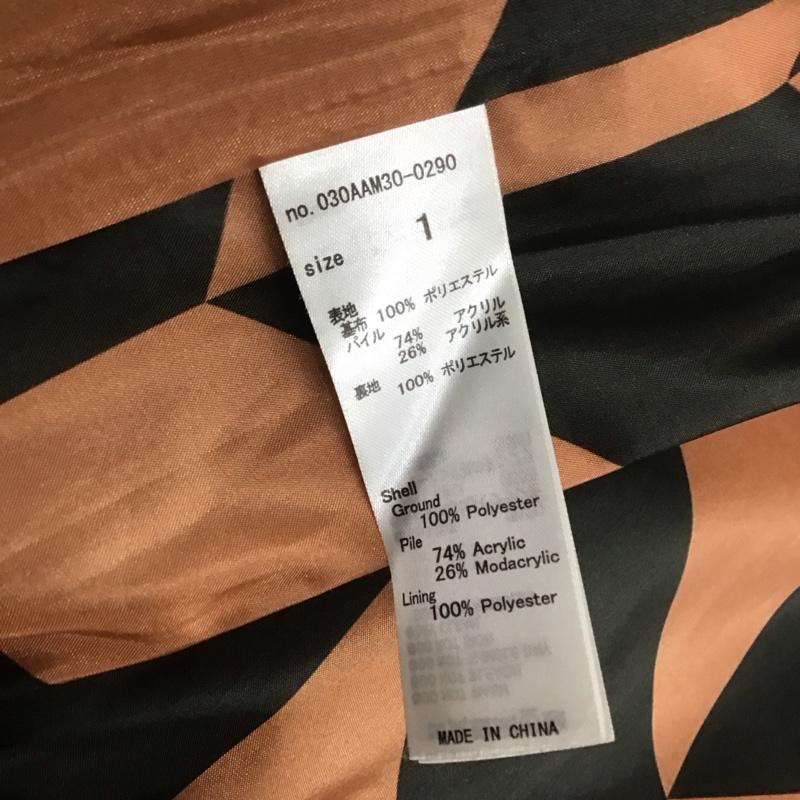 no. 030AAM30-0290
size 1
表地
基布 100% ポリエステル
パイル 74% アクリル
26% アクリル系
裏地 100% ポリエステル
Shell
Ground
100% Polyester
Pile
74% Acrylic
26% Modacrylic
Lining
100% Polyester
MADE IN CHINA